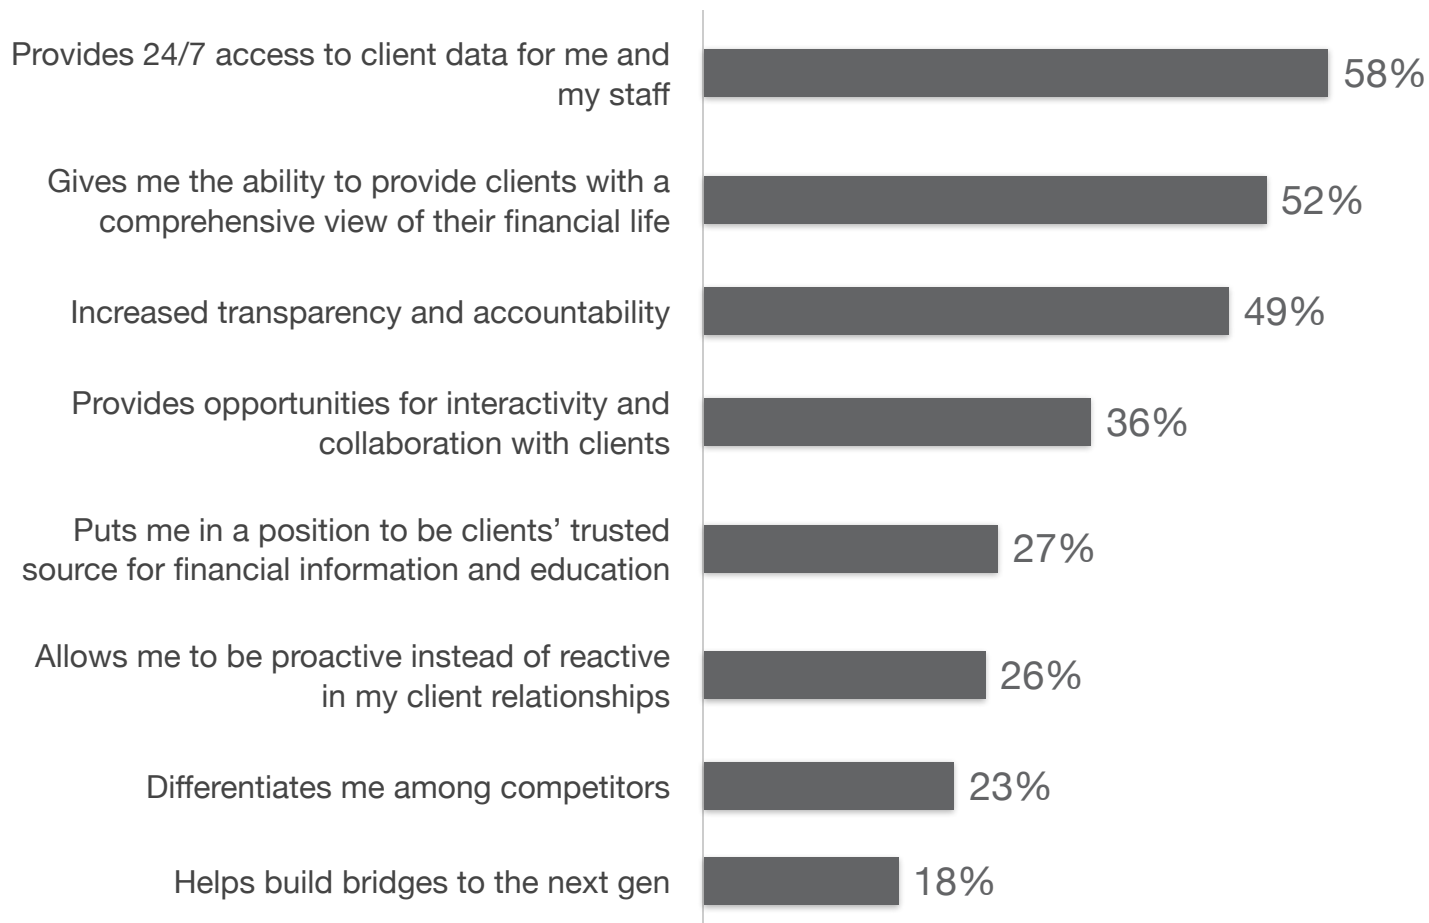 Provides 24/7 access to client data for me and
my staff
58%
Gives me the ability to provide clients with a
comprehensive view of their financial life
52%
Increased transparency and accountability
49%
Provides opportunities for interactivity and
collaboration with clients
36%
Puts me in a position to be clients’ trusted
source for financial information and education
27%
Allows me to be proactive instead of reactive
in my client relationships
26%
Differentiates me among competitors
23%
Helps build bridges to the next gen
18%